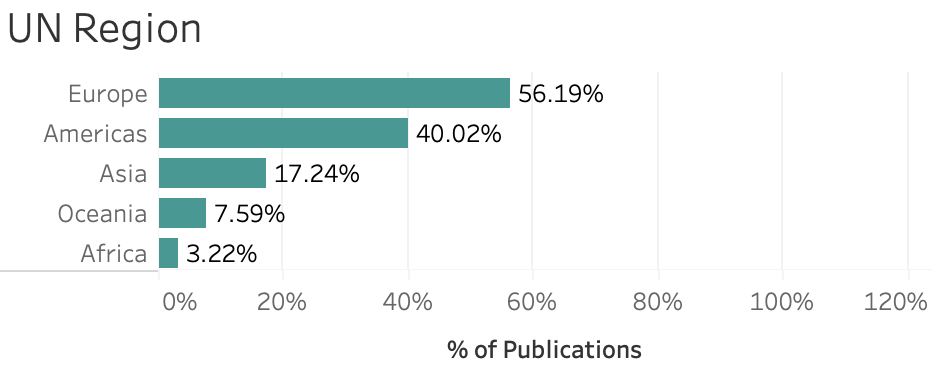 UN Region
Europe 56.19%
Americas 40.02%
Asia 17.24%
Oceania 7.59%
Africa 3.22%
0% 20% 40% 60% 80% 100% 120%
% of Publications